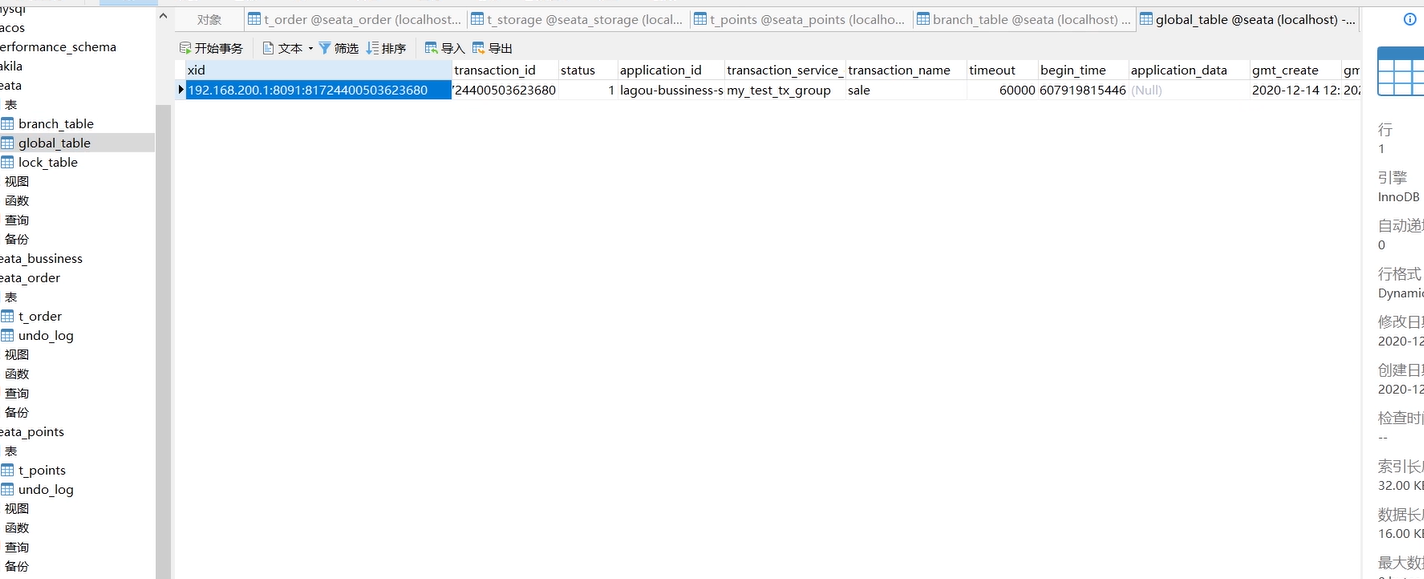 对象
t_order @seata_order (localhost...
t_storage @seata_storage (local...
t_points @seata_points (localho...
branch_table @seata (localhost) ...
global_table @seata (localhost) -...
开始事务 文本 筛选 排序 导入 导出
xid transaction_id status application_id transaction_service_ transaction_name timeout begin_time application_data gmt_create gm
192.168.200.1:8091:81724400503623680 724400503623680 1 lagou-bussiness-s my_test_tx_group sale 60000 607919815446 (Null) 2020-12-14 12: 202
mysql
acos
erformance_schema
akila
eata
表
branch_table
global_table
lock_table
视图
函数
查询
备份
eata_bussiness
eata_order
表
t_order
undo_log
视图
函数
查询
备份
eata_points
表
t_points
undo_log
视图
函数
查询
备份
行
1
引擎
InnoDB
自动递
0
行格式
Dynamic
修改日
2020-12
创建日
2020-12
检查时
--
索引长
32.00 K
数据长
16.00 K
最大数